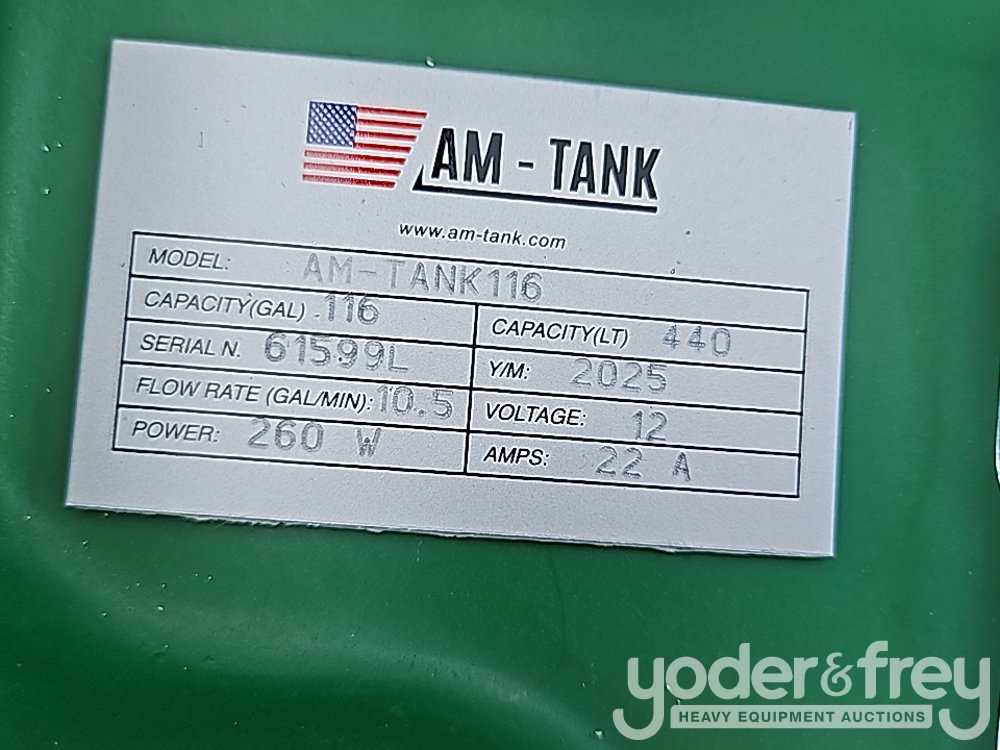 AM - TANK
www.am-tank.com
MODEL: AM-TANK116
CAPACITY(GAL) 116 CAPACITY(LT) 440
SERIAL N. 61599L Y/M: 2025
FLOW RATE (GAL/MIN): 10.5 VOLTAGE: 12
POWER: 260 W AMPS: 22 A
yoder&frey
HEAVY EQUIPMENT AUCTIONS